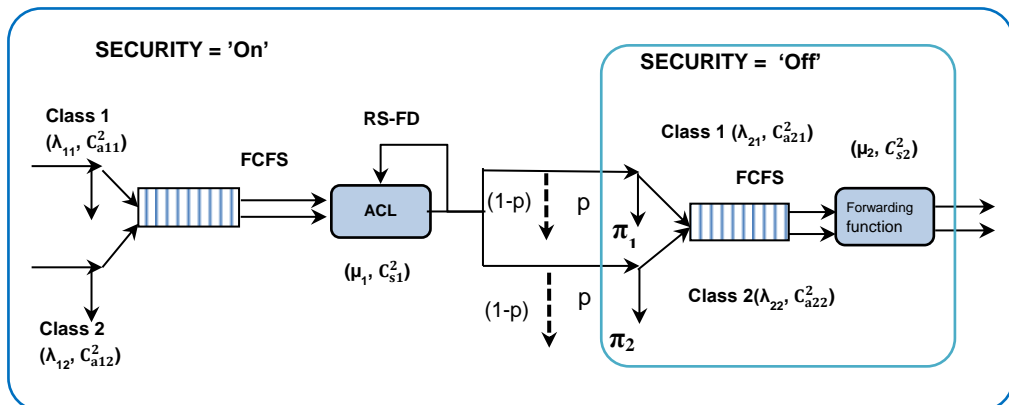 SECURITY = 'On'
SECURITY = 'Off'
Class 1
(λ₁₁, C²ₐ₁₁)
RS-FD
FCFS
ACL
(μ₁, C²ₛ₁)
Class 2
(λ₁₂, C²ₐ₁₂)
(1-p)
p
(1-p)
p
Class 1 (λ₂₁, C²ₐ₂₁)
(μ₂, C²ₛ₂)
FCFS
Forwarding
function
π₁
Class 2(λ₂₂, C²ₐ₂₂)
π₂